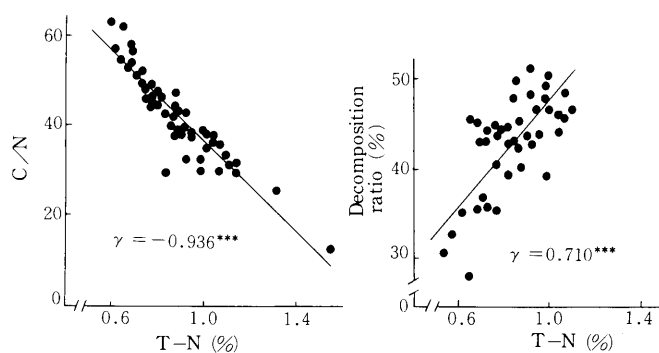 60
40
20
0
C/N
γ = −0.936***
0.6
1.0
1.4
T−N (%)
50
40
30
0
Decomposition
ratio (%)
γ = 0.710***
0.6
1.0
1.4
T−N (%)